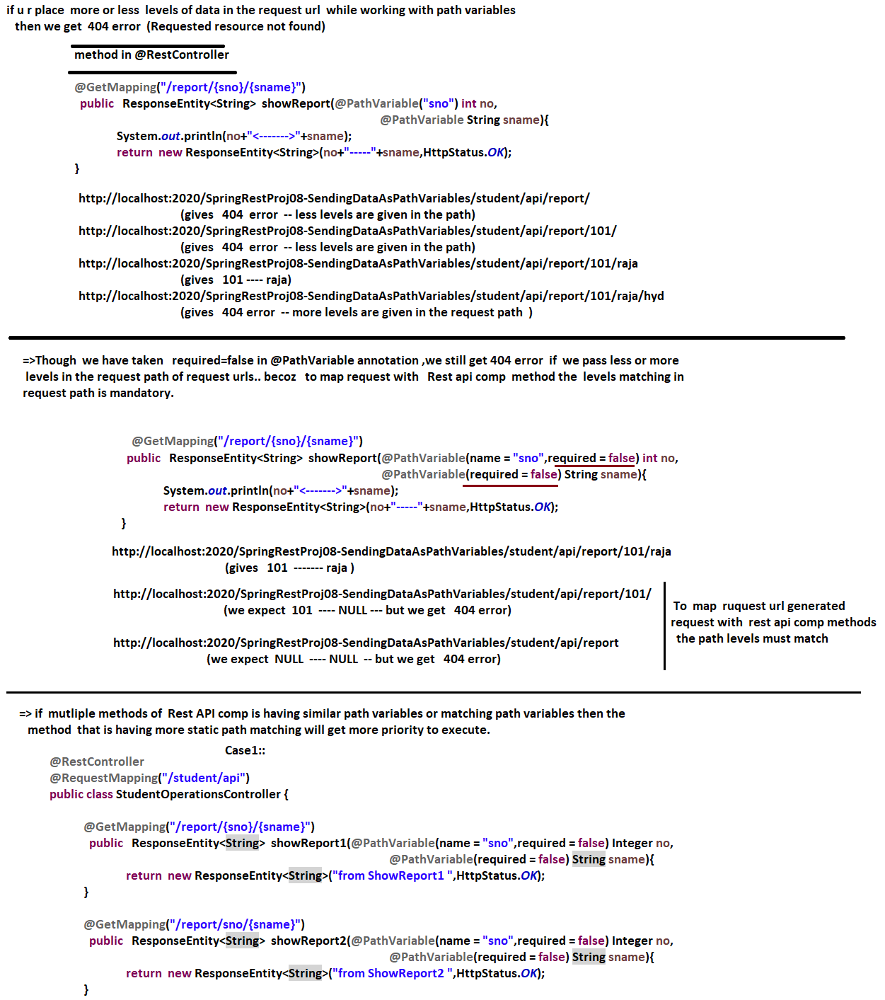 if u r place more or less levels of data in the request url while working with path variables
then we get 404 error (Requested resource not found)
method in @RestController
@GetMapping("/report/{sno}/{sname}")
public ResponseEntity<String> showReport(@PathVariable("sno") int no,
@PathVariable String sname){
System.out.println(no+"<------->"+sname);
return new ResponseEntity<String>(no+"-----"+sname,HttpStatus.OK);
}
http://localhost:2020/SpringRestProj08-SendingDataAsPathVariables/student/api/report/
(gives 404 error -- less levels are given in the path)
http://localhost:2020/SpringRestProj08-SendingDataAsPathVariables/student/api/report/101/
(gives 404 error -- less levels are given in the path)
http://localhost:2020/SpringRestProj08-SendingDataAsPathVariables/student/api/report/101/raja
(gives 101 ---- raja)
http://localhost:2020/SpringRestProj08-SendingDataAsPathVariables/student/api/report/101/raja/hyd
(gives 404 error -- more levels are given in the request path )
=>Though we have taken required=false in @PathVariable annotation ,we still get 404 error if we pass less or more
levels in the request path of request urls.. becoz to map request with Rest api comp method the levels matching in
request path is mandatory.
@GetMapping("/report/{sno}/{sname}")
public ResponseEntity<String> showReport(@PathVariable(name = "sno",required = false) int no,
@PathVariable(required = false) String sname){
System.out.println(no+"<------->"+sname);
return new ResponseEntity<String>(no+"-----"+sname,HttpStatus.OK);
}
http://localhost:2020/SpringRestProj08-SendingDataAsPathVariables/student/api/report/101/raja
(gives 101 ------- raja )
http://localhost:2020/SpringRestProj08-SendingDataAsPathVariables/student/api/report/101/
(we expect 101 ---- NULL --- but we get 404 error)
http://localhost:2020/SpringRestProj08-SendingDataAsPathVariables/student/api/report
(we expect NULL ---- NULL -- but we get 404 error)
To map ruquest url generated
request with rest api comp methods
the path levels must match
=> if mutliple methods of Rest API comp is having similar path variables or matching path variables then the
method that is having more static path matching will get more priority to execute.
Case1::
@RestController
@RequestMapping("/student/api")
public class StudentOperationsController {
@GetMapping("/report/{sno}/{sname}")
public ResponseEntity<String> showReport1(@PathVariable(name = "sno",required = false) Integer no,
@PathVariable(required = false) String sname){
return new ResponseEntity<String>("from ShowReport1 ",HttpStatus.OK);
}
@GetMapping("/report/sno/{sname}")
public ResponseEntity<String> showReport2(@PathVariable(name = "sno",required = false) Integer no,
@PathVariable(required = false) String sname){
return new ResponseEntity<String>("from ShowReport2 ",HttpStatus.OK);
}